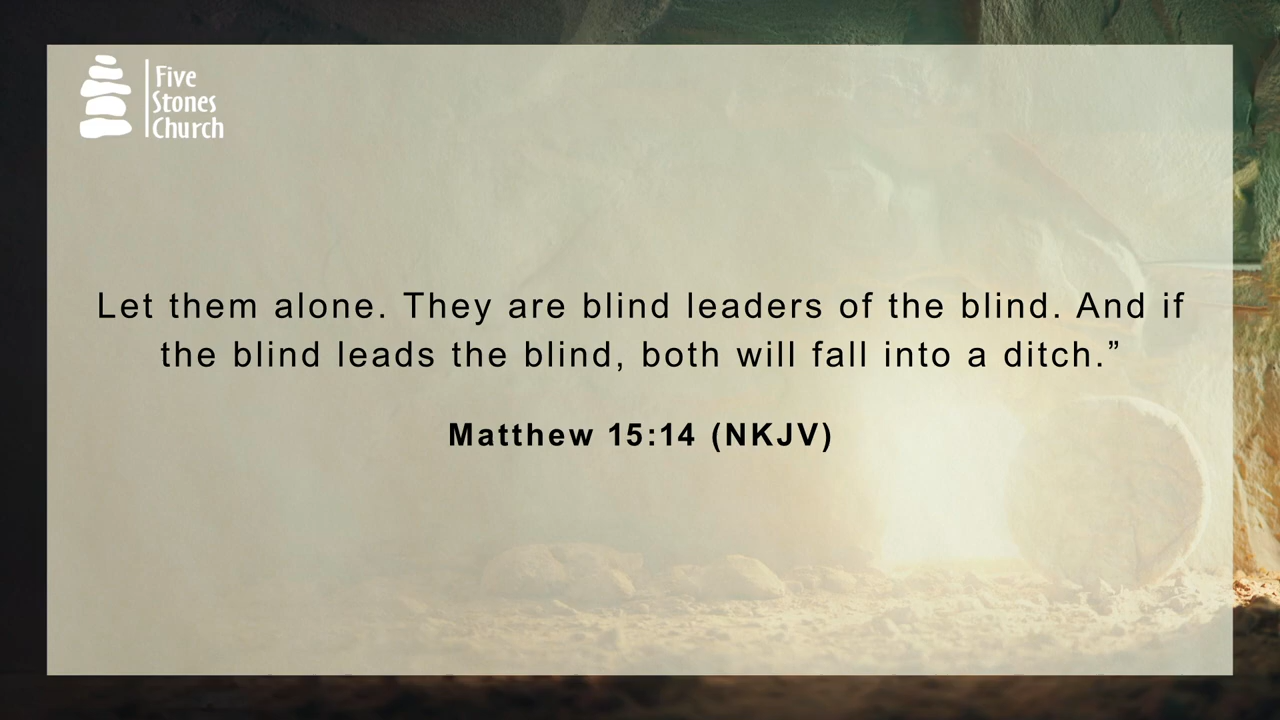 Five
Stones
Church
Let them alone. They are blind leaders of the blind. And if
the blind leads the blind, both will fall into a ditch.”
Matthew 15:14 (NKJV)